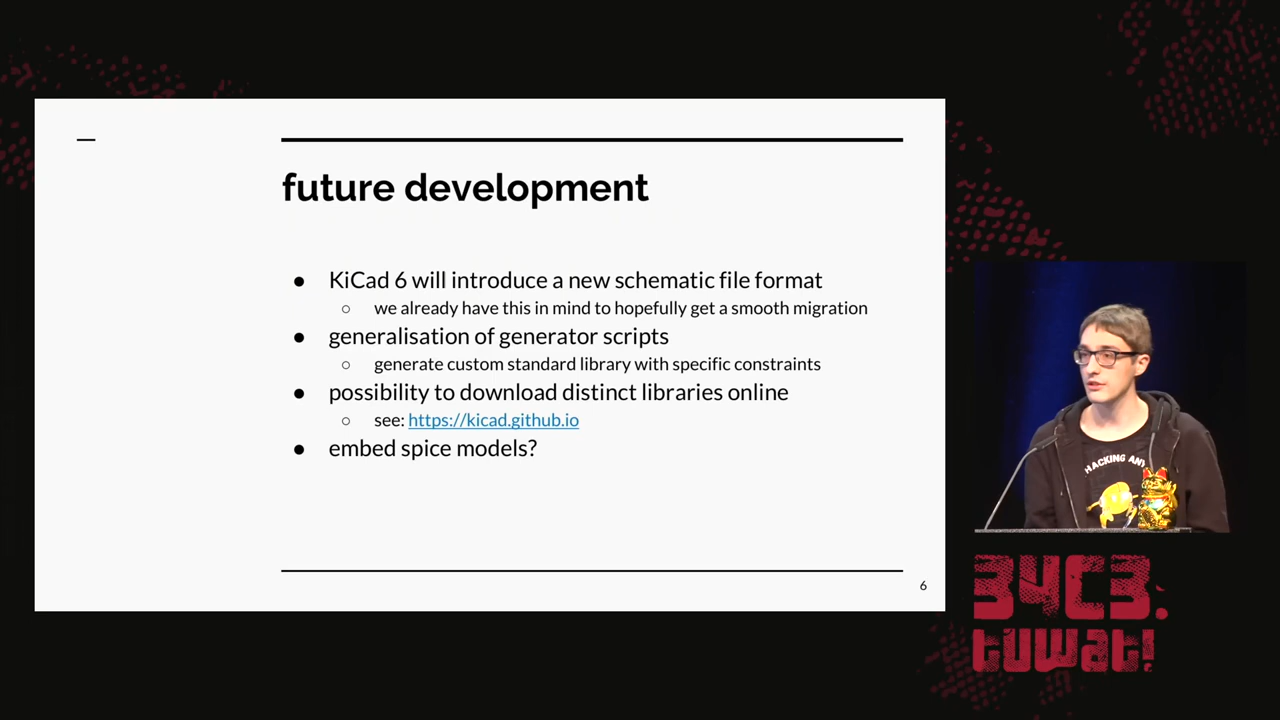 future development
● KiCad 6 will introduce a new schematic file format
○ we already have this in mind to hopefully get a smooth migration
● generalisation of generator scripts
○ generate custom standard library with specific constraints
● possibility to download distinct libraries online
○ see: https://kicad.github.io
● embed spice models?
6
HACKING ANY
34C3.
tuwat!